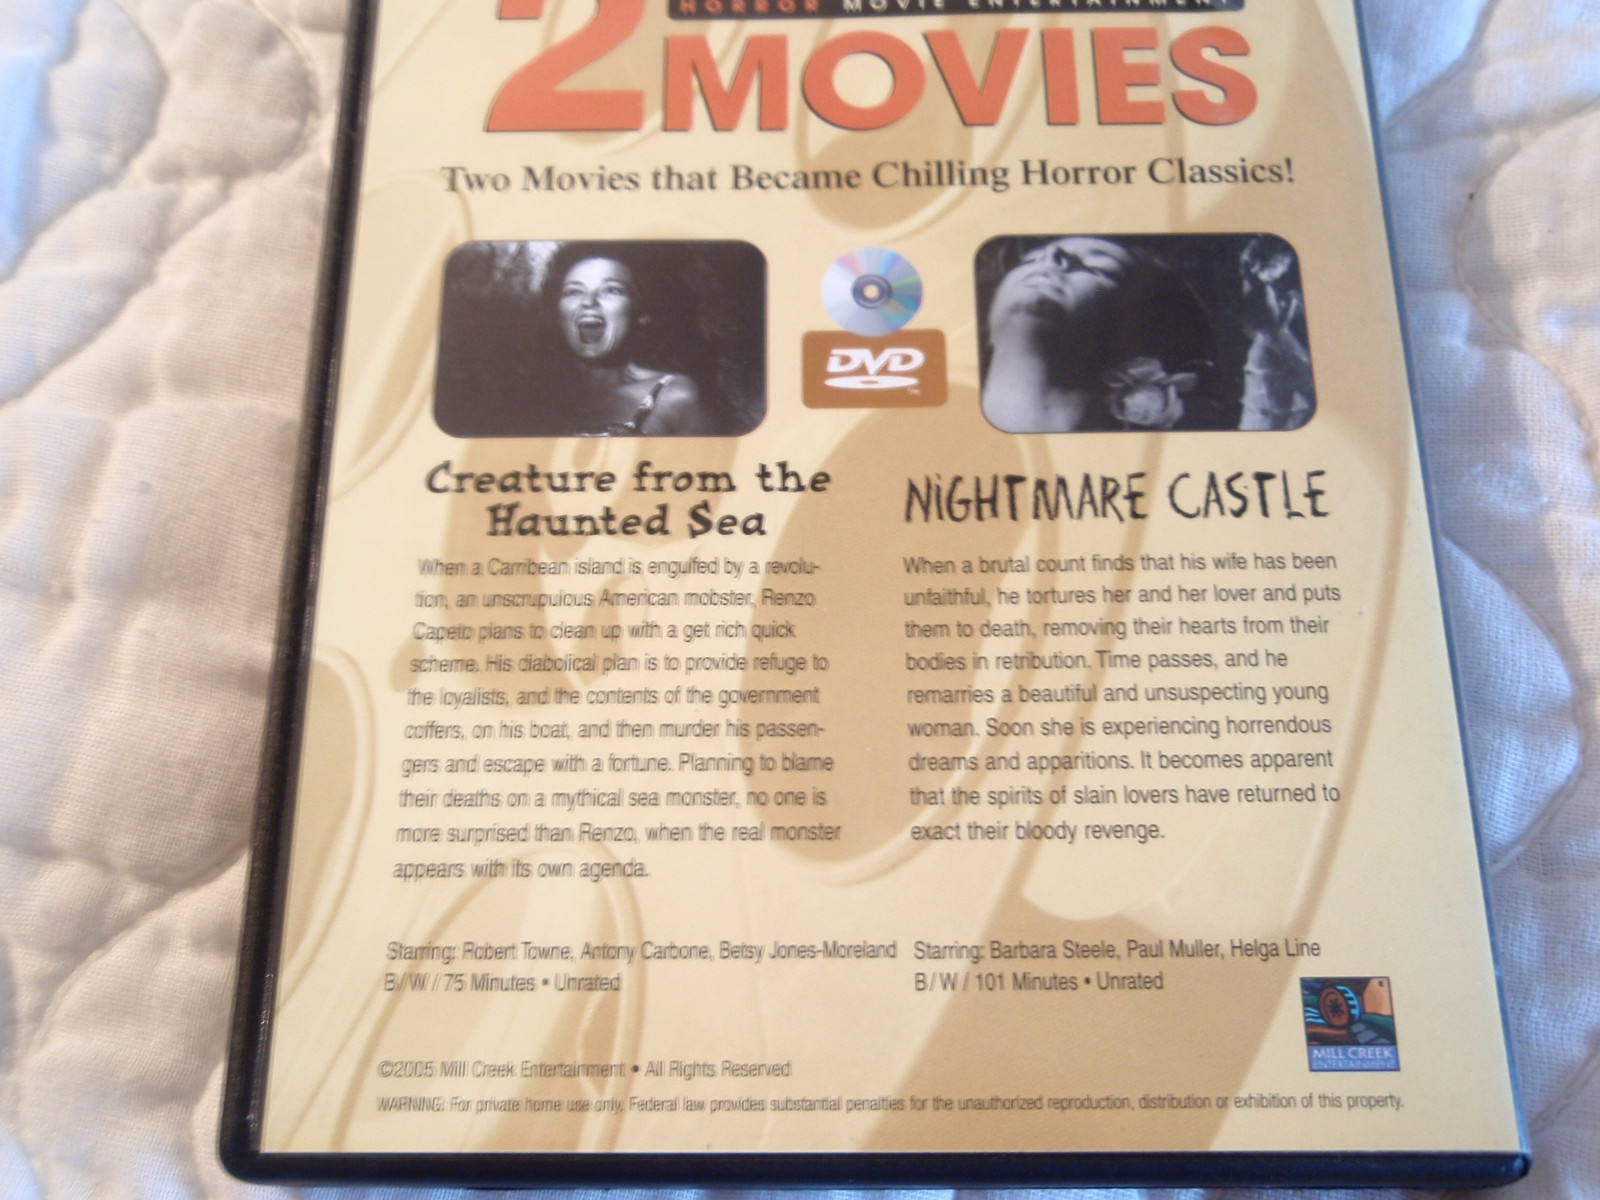 HORROR MOVIE ENTERTAINMENT
2 MOVIES
Two Movies that Became Chilling Horror Classics!
DVD
TM
Creature from the
Haunted Sea
When a Carribean island is engulfed by a revolu-
tion, an unscrupulous American mobster, Renzo
Capeto plans to clean up with a get rich quick
scheme. His diabolical plan is to provide refuge to
the loyalists, and the contents of the government
coffers, on his boat, and then murder his passen-
gers and escape with a fortune. Planning to blame
their deaths on a mythical sea monster, no one is
more surprised than Renzo, when the real monster
appears with its own agenda.
Starring: Robert Towne, Antony Carbone, Betsy Jones-Moreland
B/W/75 Minutes • Unrated
NiGHTMARE CASTLE
When a brutal count finds that his wife has been
unfaithful, he tortures her and her lover and puts
them to death, removing their hearts from their
bodies in retribution. Time passes, and he
remarries a beautiful and unsuspecting young
woman. Soon she is experiencing horrendous
dreams and apparitions. It becomes apparent
that the spirits of slain lovers have returned to
exact their bloody revenge.
Starring: Barbara Steele, Paul Muller, Helga Line
B/W/101 Minutes • Unrated
MILL CREEK
ENTERTAINMENT
©2005 Mill Creek Entertainment • All Rights Reserved
WARNING: For private home use only. Federal law provides substantial penalties for the unauthorized reproduction, distribution or exhibition of this property.